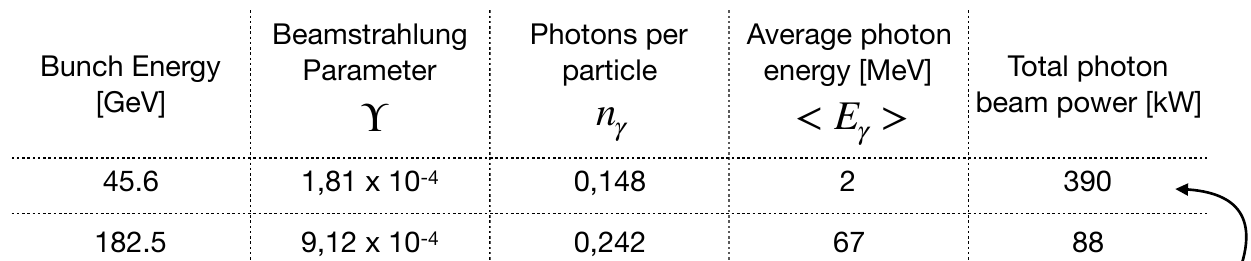 Bunch Energy [GeV] | Beamstrahlung Parameter ϒ | Photons per particle nγ | Average photon energy [MeV] < Eγ > | Total photon beam power [kW]
45.6 | 1,81 x 10-4 | 0,148 | 2 | 390
182.5 | 9,12 x 10-4 | 0,242 | 67 | 88